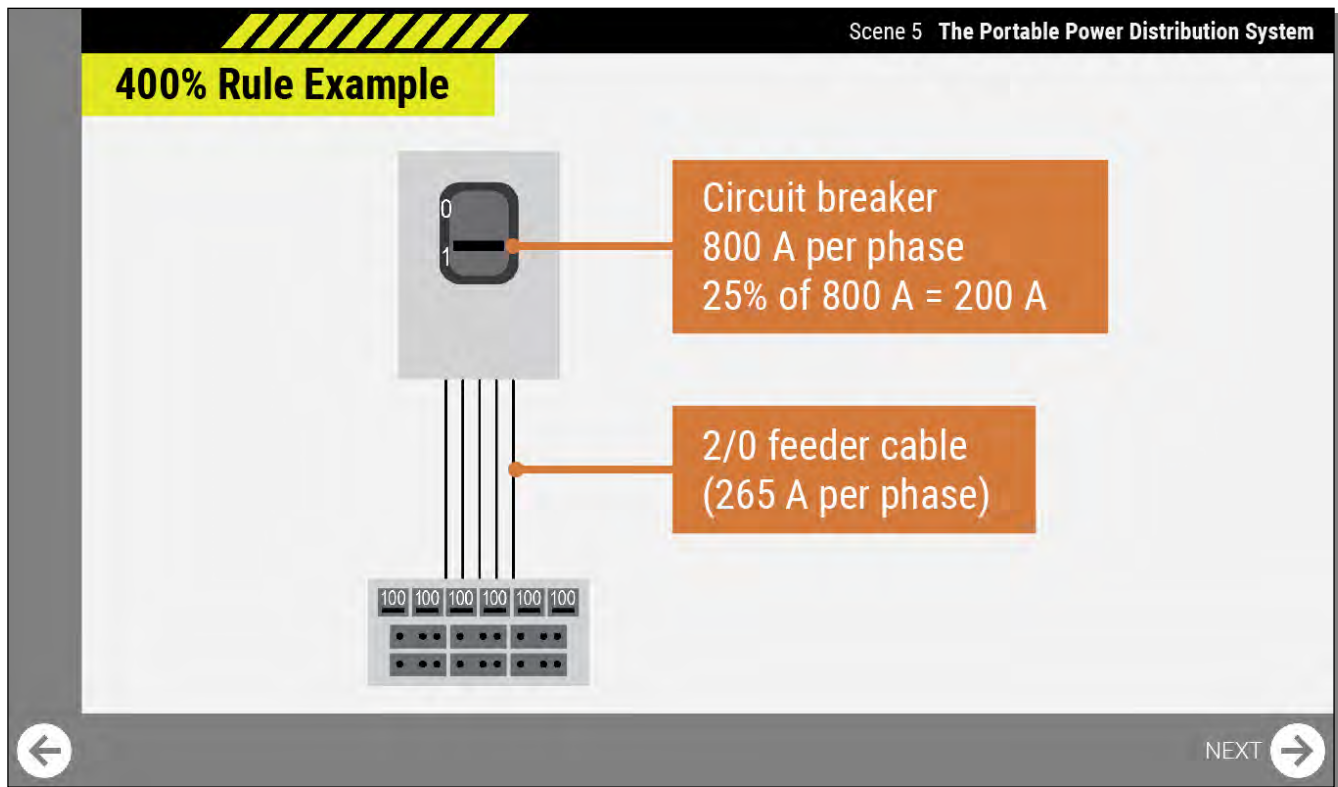 Scene 5 The Portable Power Distribution System
400% Rule Example
0
1
Circuit breaker
800 A per phase
25% of 800 A = 200 A
2/0 feeder cable
(265 A per phase)
100 100 100 100 100 100
NEXT